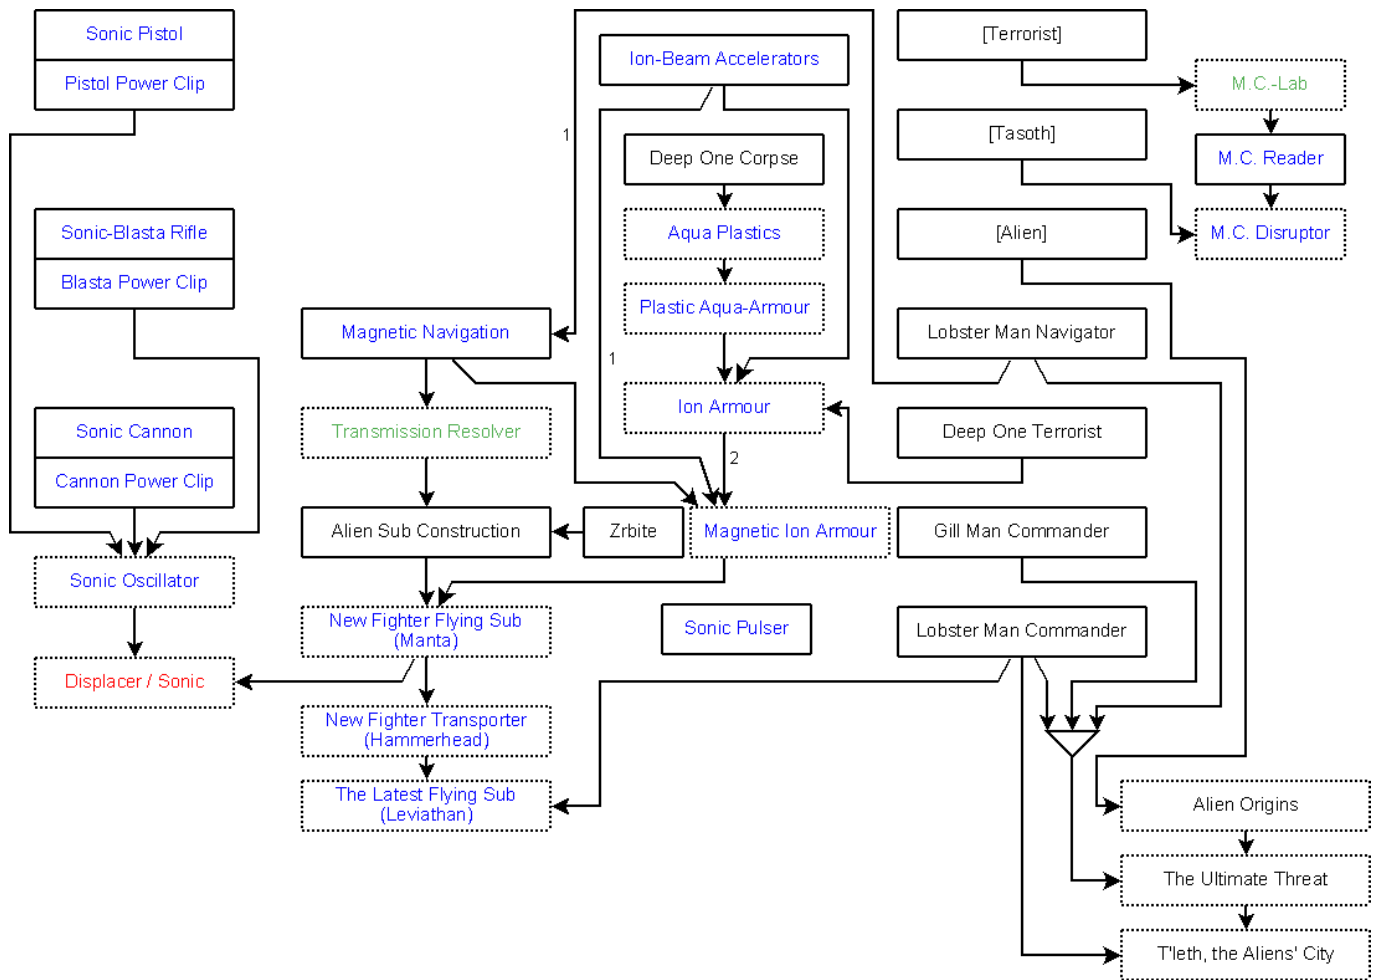 Sonic Pistol
Pistol Power Clip
Sonic-Blasta Rifle
Blasta Power Clip
Sonic Cannon
Cannon Power Clip
Sonic Oscillator
Displacer / Sonic
Magnetic Navigation
Transmission Resolver
Alien Sub Construction
Zrbite
New Fighter Flying Sub
(Manta)
New Fighter Transporter
(Hammerhead)
The Latest Flying Sub
(Leviathan)
1
Ion-Beam Accelerators
Deep One Corpse
Aqua Plastics
Plastic Aqua-Armour
1
Ion Armour
2
Magnetic Ion Armour
Sonic Pulser
[Terrorist]
[Tasoth]
[Alien]
Lobster Man Navigator
Deep One Terrorist
Gill Man Commander
Lobster Man Commander
M.C.-Lab
M.C. Reader
M.C. Disruptor
Alien Origins
The Ultimate Threat
T'leth, the Aliens' City